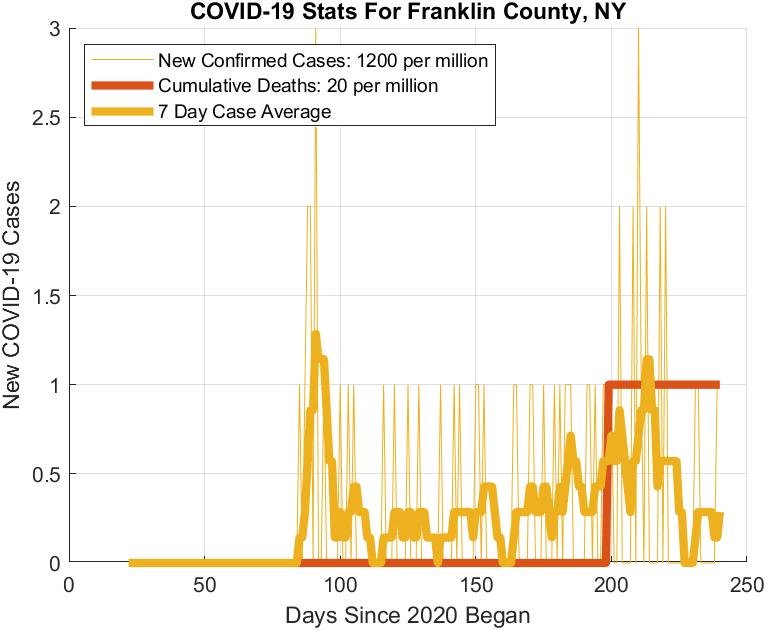 COVID-19 Stats For Franklin County, NY
New Confirmed Cases: 1200 per million
Cumulative Deaths: 20 per million
7 Day Case Average
New COVID-19 Cases
3
2.5
2
1.5
1
0.5
0
0 50 100 150 200 250
Days Since 2020 Began